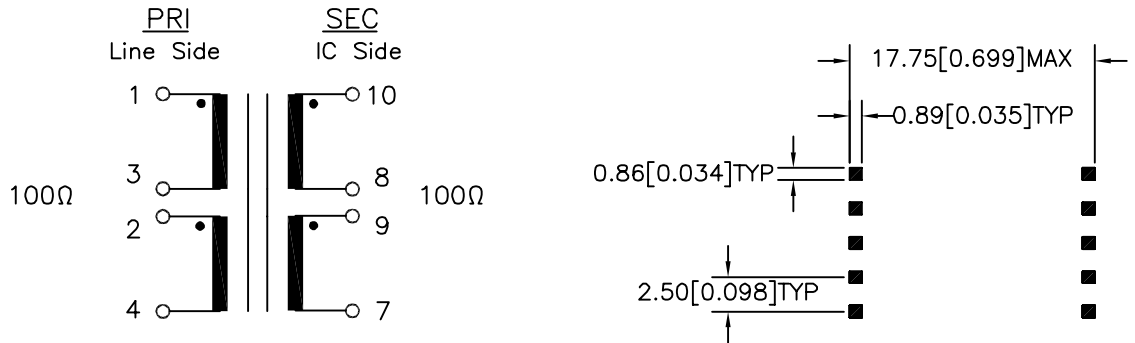 PRI
SEC
Line Side
IC Side
17.75[0.699]MAX
1
10
0.89[0.035]TYP
3
8
0.86[0.034]TYP
100Ω
100Ω
2
9
2.50[0.098]TYP
4
7